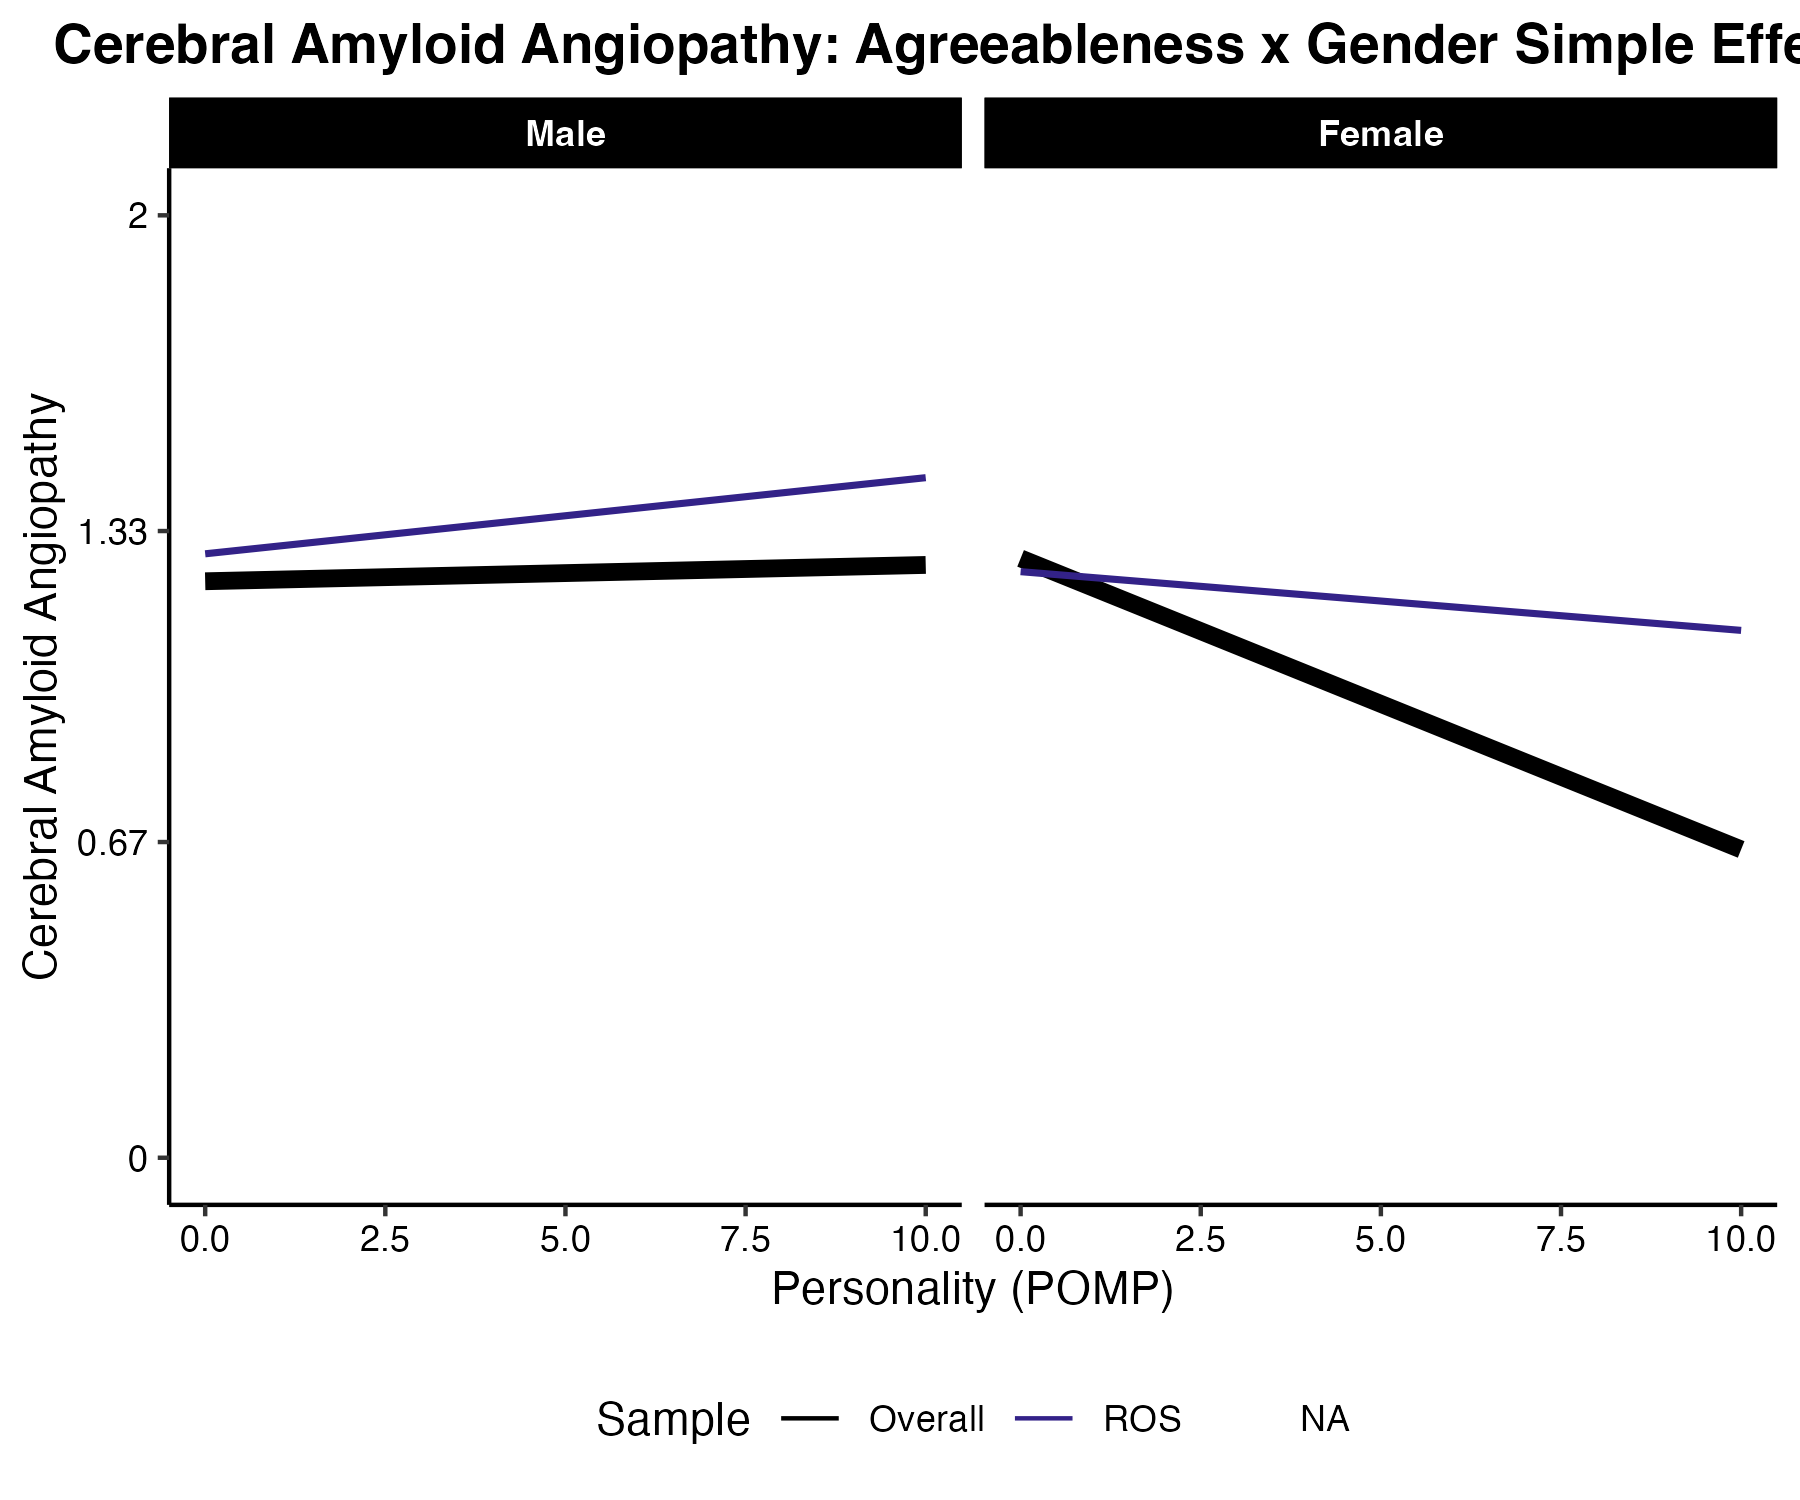 Cerebral Amyloid Angiopathy: Agreeableness x Gender Simple Effe
Male
Female
Cerebral Amyloid Angiopathy
2
1.33
0.67
0
0.0 2.5 5.0 7.5 10.0
0.0 2.5 5.0 7.5 10.0
Personality (POMP)
Sample Overall ROS NA